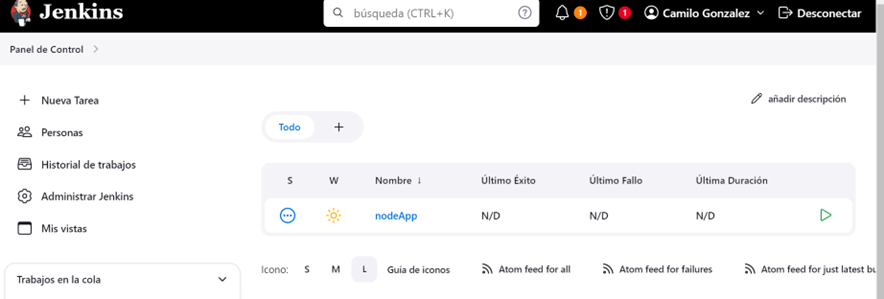 Jenkins
búsqueda (CTRL+K)
1
1
Camilo Gonzalez
Desconectar
Panel de Control
Nueva Tarea
Personas
Historial de trabajos
Administrar Jenkins
Mis vistas
Trabajos en la cola
añadir descripción
Todo +
S W Nombre ↓ Último Éxito Último Fallo Última Duración
nodeApp N/D N/D N/D
Icono: S M L Guía de iconos Atom feed for all Atom feed for failures Atom feed for just latest bu